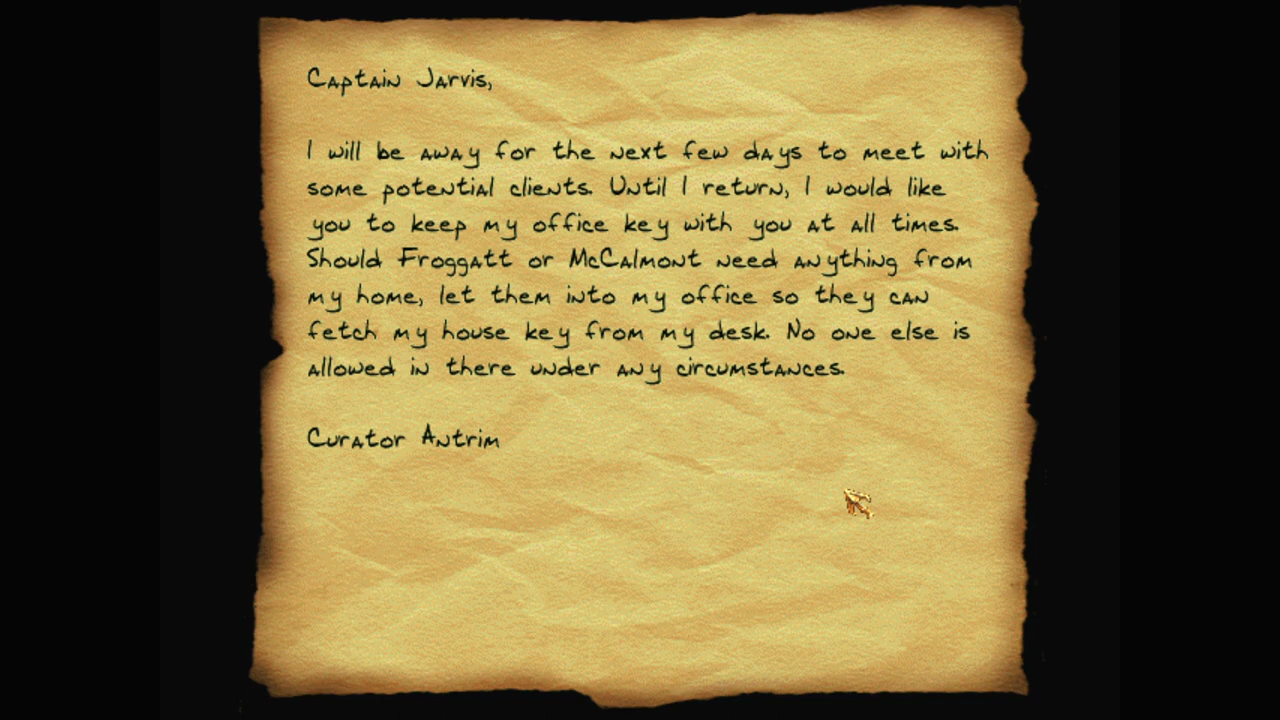 Captain Jarvis,
I will be away for the next few days to meet with
some potential clients. Until I return, I would like
you to keep my office key with you at all times.
Should Froggatt or McCalmont need anything from
my home, let them into my office so they can
fetch my house key from my desk. No one else is
allowed in there under any circumstances.
Curator Antrim